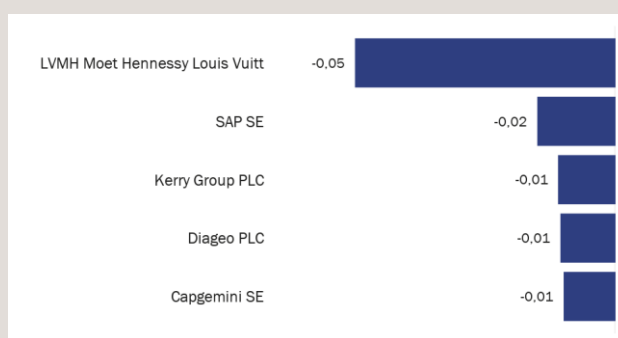 LVMH Moet Hennessy Louis Vuitt -0,05
SAP SE -0,02
Kerry Group PLC -0,01
Diageo PLC -0,01
Capgemini SE -0,01